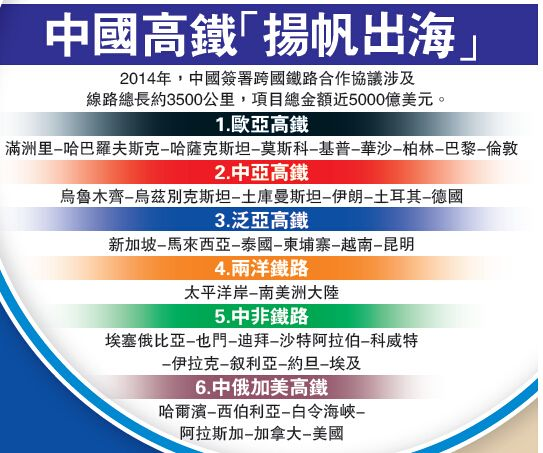 中國高鐵「揚帆出海」
2014年，中國簽署跨國鐵路合作協議涉及
線路總長約3500公里，項目總金額近5000億美元。
1.歐亞高鐵
滿洲里–哈巴羅夫斯克–哈薩克斯坦–莫斯科–基普–華沙–柏林–巴黎–倫敦
2.中亞高鐵
烏魯木齊–烏茲別克斯坦–土庫曼斯坦–伊朗–土耳其–德國
3.泛亞高鐵
新加坡–馬來西亞–泰國–柬埔寨–越南–昆明
4.兩洋鐵路
太平洋岸–南美洲大陸
5.中非鐵路
埃塞俄比亞–也門–迪拜–沙特阿拉伯–科威特
–伊拉克–叙利亞–約旦–埃及
6.中俄加美高鐵
哈爾濱–西伯利亞–白令海峽–
阿拉斯加–加拿大–美國